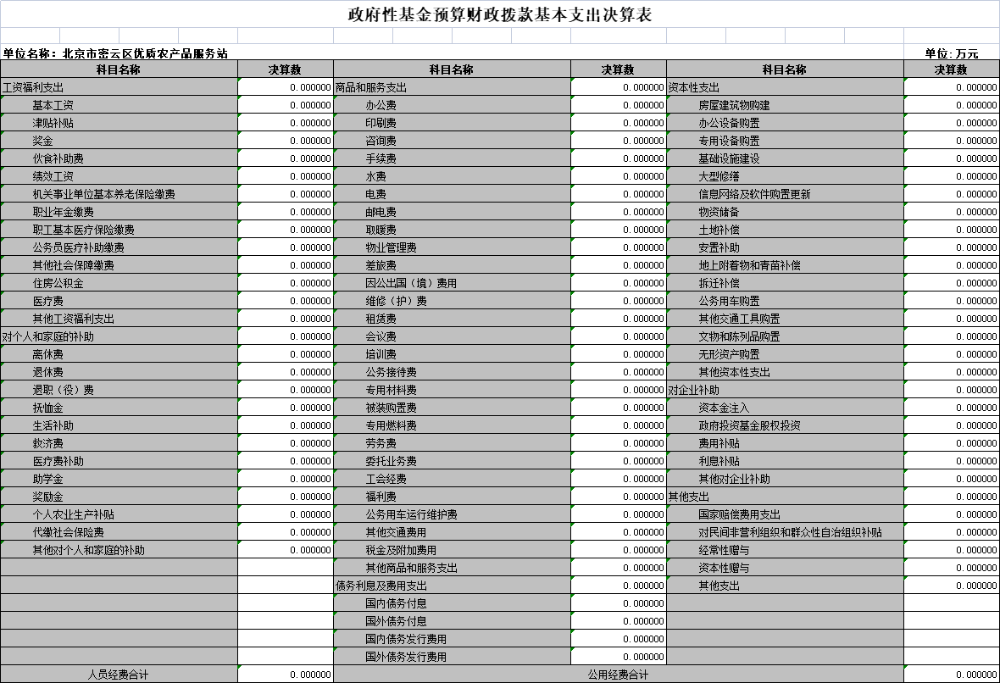 政府性基金预算财政拨款基本支出决算表
单位名称：北京市密云区优质农产品服务站 单位:万元
科目名称 决算数 科目名称 决算数 科目名称 决算数
工资福利支出 0.000000 商品和服务支出 0.000000 资本性支出 0.000000
基本工资 0.000000 办公费 0.000000 房屋建筑物购建 0.000000
津贴补贴 0.000000 印刷费 0.000000 办公设备购置 0.000000
奖金 0.000000 咨询费 0.000000 专用设备购置 0.000000
伙食补助费 0.000000 手续费 0.000000 基础设施建设 0.000000
绩效工资 0.000000 水费 0.000000 大型修缮 0.000000
机关事业单位基本养老保险缴费 0.000000 电费 0.000000 信息网络及软件购置更新 0.000000
职业年金缴费 0.000000 邮电费 0.000000 物资储备 0.000000
职工基本医疗保险缴费 0.000000 取暖费 0.000000 土地补偿 0.000000
公务员医疗补助缴费 0.000000 物业管理费 0.000000 安置补助 0.000000
其他社会保障缴费 0.000000 差旅费 0.000000 地上附着物和青苗补偿 0.000000
住房公积金 0.000000 因公出国（境）费用 0.000000 拆迁补偿 0.000000
医疗费 0.000000 维修（护）费 0.000000 公务用车购置 0.000000
其他工资福利支出 0.000000 租赁费 0.000000 其他交通工具购置 0.000000
对个人和家庭的补助 0.000000 会议费 0.000000 文物和陈列品购置 0.000000
离休费 0.000000 培训费 0.000000 无形资产购置 0.000000
退休费 0.000000 公务接待费 0.000000 其他资本性支出 0.000000
退职（役）费 0.000000 专用材料费 0.000000 对企业补助 0.000000
抚恤金 0.000000 被装购置费 0.000000 资本金注入 0.000000
生活补助 0.000000 专用燃料费 0.000000 政府投资基金股权投资 0.000000
救济费 0.000000 劳务费 0.000000 费用补贴 0.000000
医疗费补助 0.000000 委托业务费 0.000000 利息补贴 0.000000
助学金 0.000000 工会经费 0.000000 其他对企业补助 0.000000
奖励金 0.000000 福利费 0.000000 其他支出 0.000000
个人农业生产补贴 0.000000 公务用车运行维护费 0.000000 国家赔偿费用支出 0.000000
代缴社会保险费 0.000000 其他交通费用 0.000000 对民间非营利组织和群众性自治组织补贴 0.000000
其他对个人和家庭的补助 0.000000 税金及附加费用 0.000000 经常性赠与 0.000000
其他商品和服务支出 0.000000 资本性赠与 0.000000
债务利息及费用支出 0.000000 其他支出 0.000000
国内债务付息 0.000000
国外债务付息 0.000000
国内债务发行费用 0.000000
国外债务发行费用 0.000000
人员经费合计 0.000000 公用经费合计 0.000000